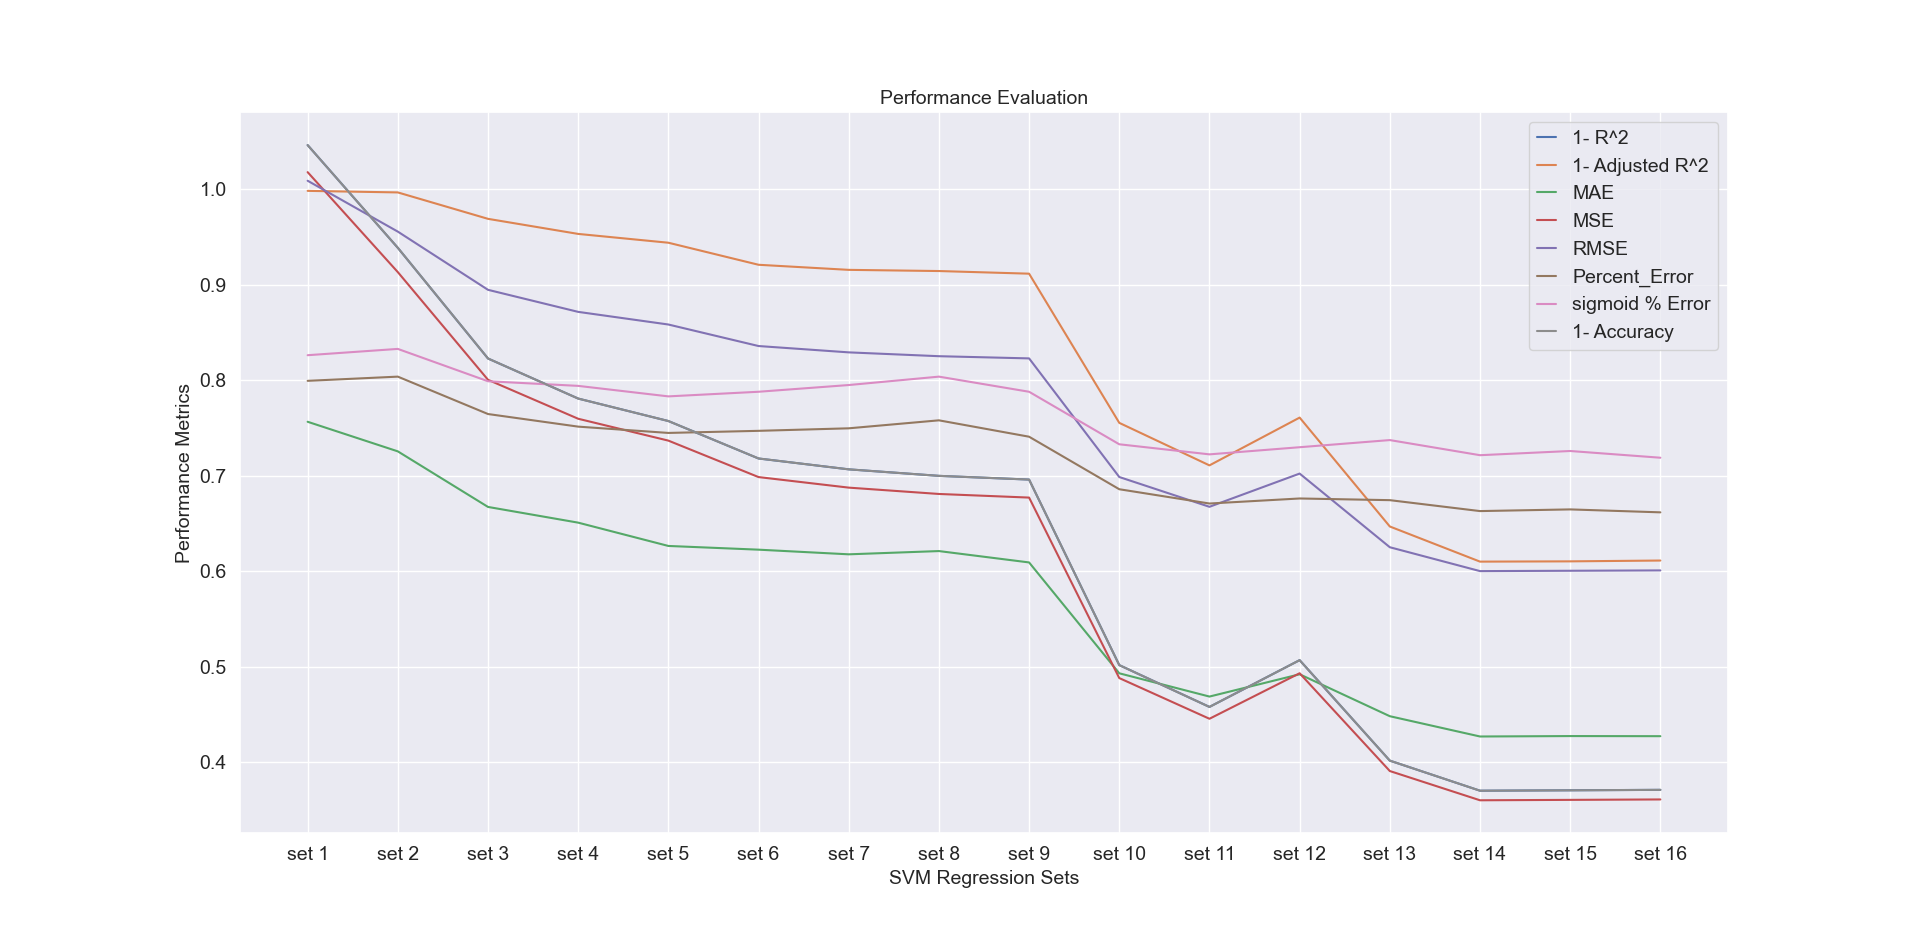 Performance Evaluation
1- R^2
1- Adjusted R^2
MAE
MSE
RMSE
Percent_Error
sigmoid % Error
1- Accuracy
1.0
0.9
0.8
0.7
0.6
0.5
0.4
Performance Metrics
set 1 set 2 set 3 set 4 set 5 set 6 set 7 set 8 set 9 set 10 set 11 set 12 set 13 set 14 set 15 set 16
SVM Regression Sets